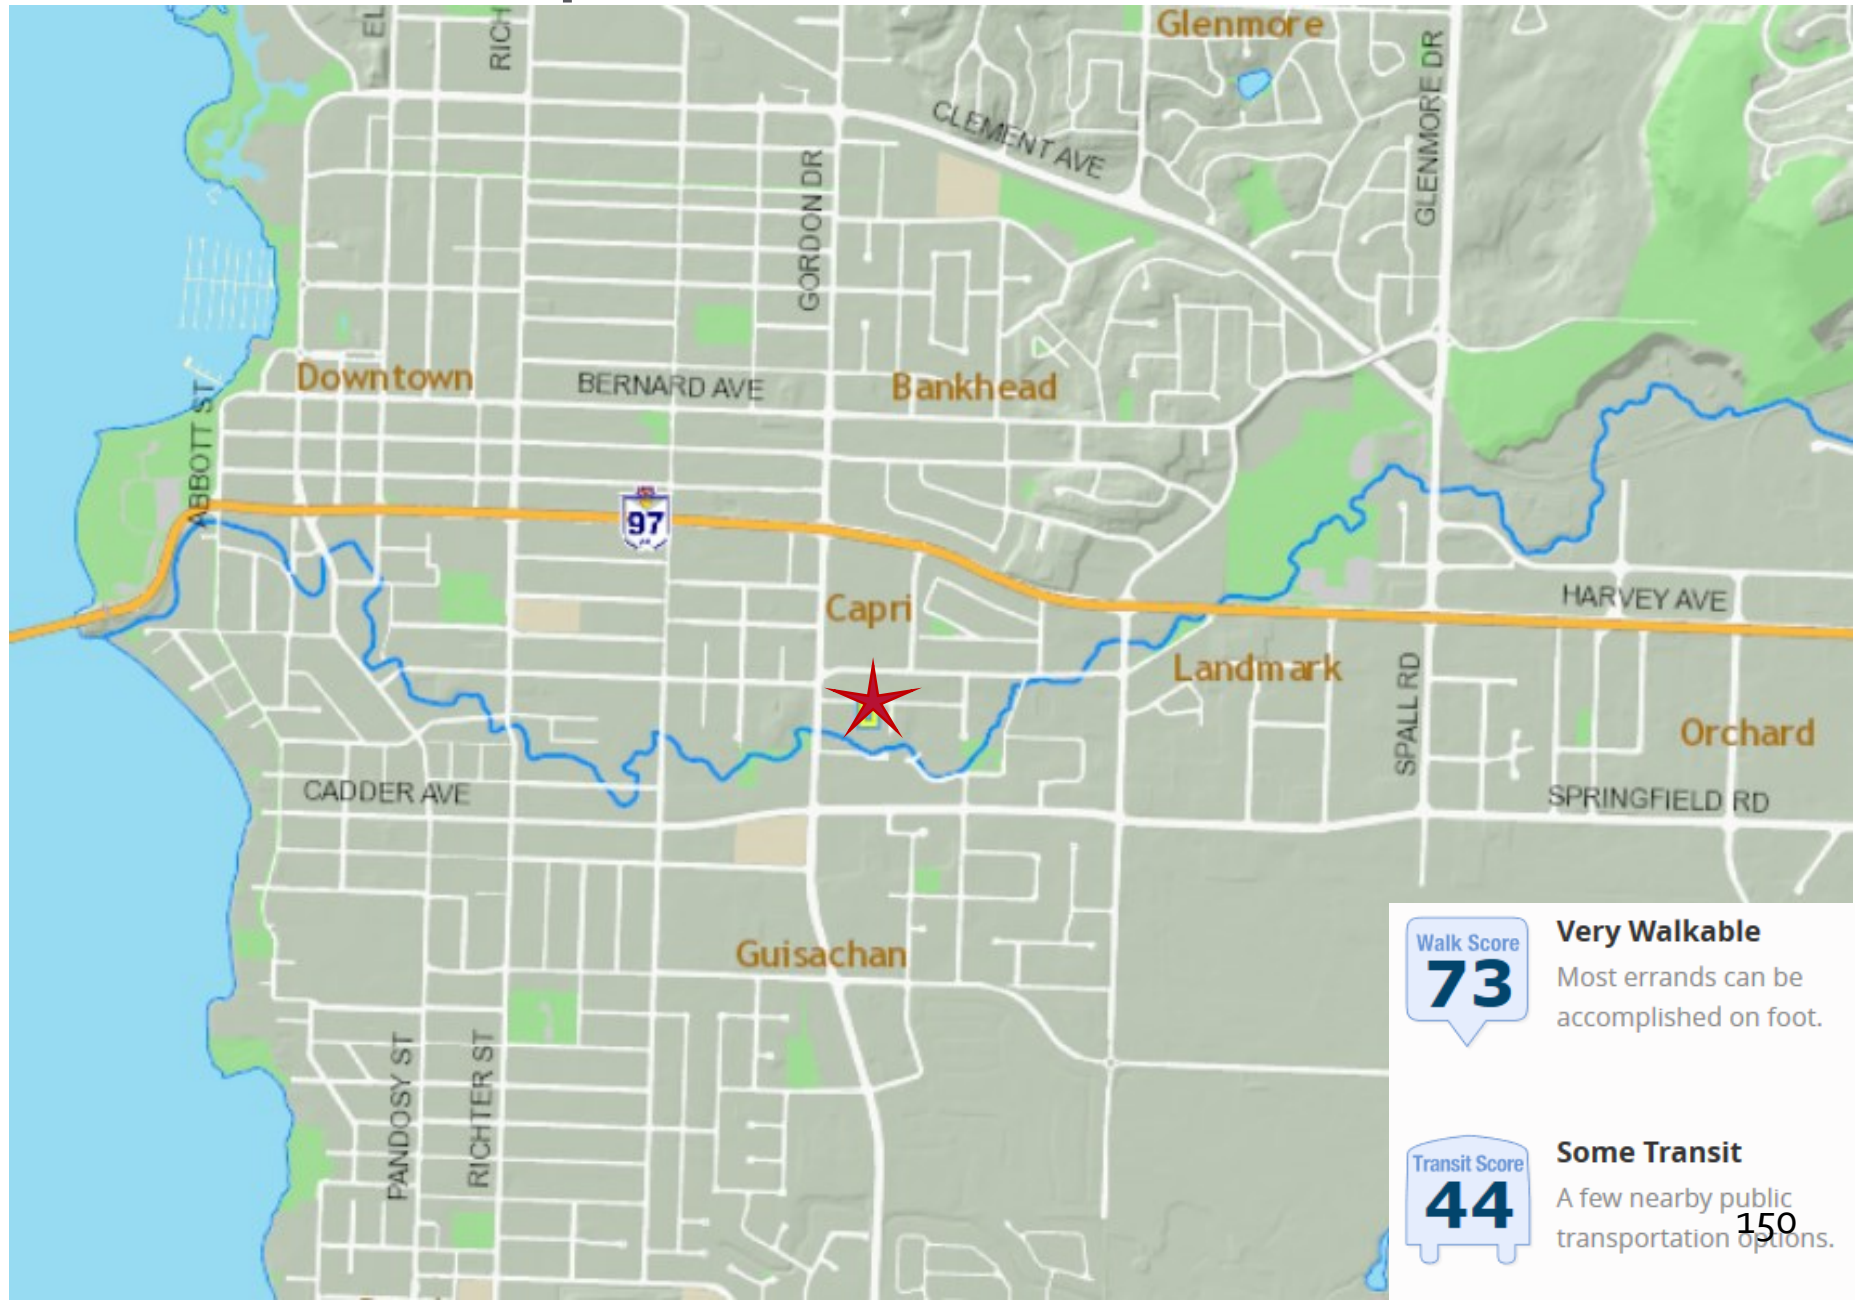 EL
RICH
Glenmore
GLENMORE DR
CLEMENT AVE
GORDON DR
Downtown
BERNARD AVE
Bankhead
ABBOTT ST
97
Capri
HARVEY AVE
Landmark
SPALL RD
Orchard
CADDER AVE
SPRINGFIELD RD
Guisachan
PANDOSY ST
RICHTER ST
Walk Score
73
Very Walkable
Most errands can be
accomplished on foot.
Transit Score
44
Some Transit
A few nearby public
transportation options.
150